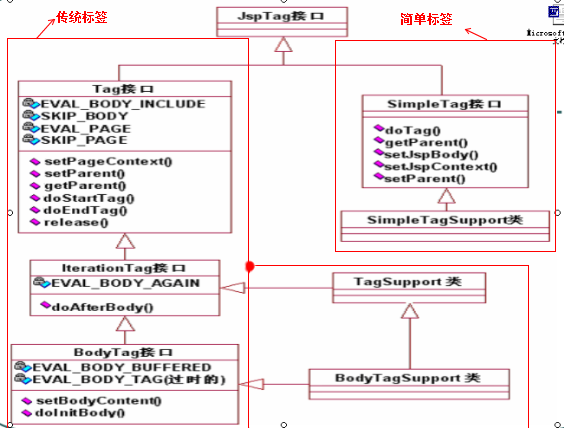 传统标签
JspTag接口
简单标签
Microsoft
Tag接口
EVAL_BODY_INCLUDE
SKIP_BODY
EVAL_PAGE
SKIP_PAGE
setPageContext()
setParent()
getParent()
doStartTag()
doEndTag()
release()
SimpleTag接口
doTag()
getParent()
setJspBody()
setJspContext()
setParent()
SimpleTagSupport类
IterationTag接口
EVAL_BODY_AGAIN
doAfterBody()
TagSupport 类
BodyTag接口
EVAL_BODY_BUFFERED
EVAL_BODY_TAG(过时的)
setBodyContent()
doInitBody()
BodyTagSupport 类